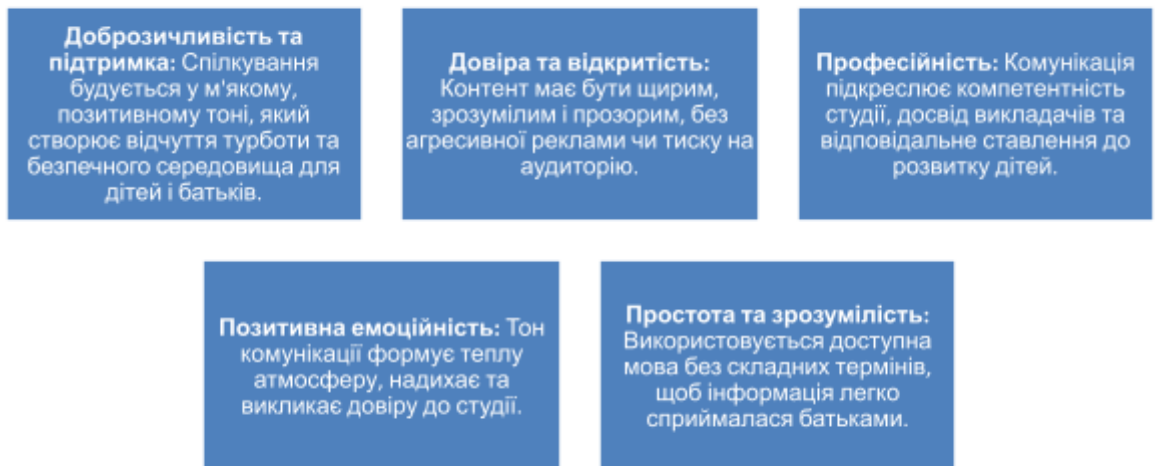 Доброзичливість та
підтримка: Спілкування
будується у м'якому,
позитивному тоні, який
створює відчуття турботи та
безпечного середовища для
дітей і батьків.
Довіра та відкритість:
Контент має бути щирим,
зрозумілим і прозорим, без
агресивної реклами чи тиску на
аудиторію.
Професійність: Комунікація
підкреслює компетентність
студії, досвід викладачів та
відповідальне ставлення до
розвитку дітей.
Позитивна емоційність: Тон
комунікації формує теплу
атмосферу, надихає та
викликає довіру до студії.
Простота та зрозумілість:
Використовується доступна
мова без складних термінів,
щоб інформація легко
сприймалася батьками.